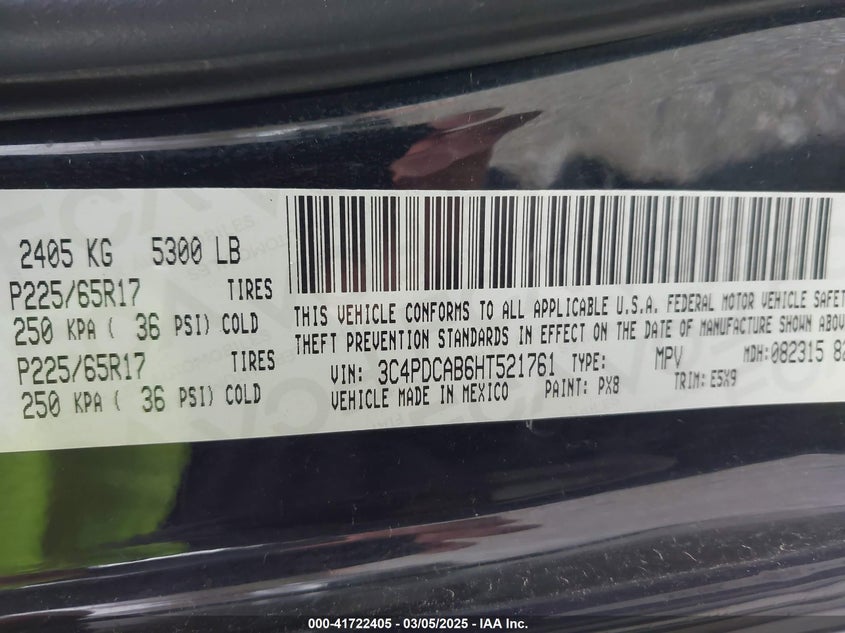 2405 KG 5300 LB
P225/65R17 TIRES
250 KPA ( 36 PSI) COLD
P225/65R17 TIRES
250 KPA ( 36 PSI) COLD
THIS VEHICLE CONFORMS TO ALL APPLICABLE U.S.A. FEDERAL MOTOR VEHICLE SAFET
THEFT PREVENTION STANDARDS IN EFFECT ON THE DATE OF MANUFACTURE SHOWN ABOV
VIN: 3C4PDCAB6HT521761 TYPE: MPV MDH:082315 82
VEHICLE MADE IN MEXICO PAINT: PX8 TRIM: E5X9
000-41722405 - 03/05/2025 - IAA Inc.